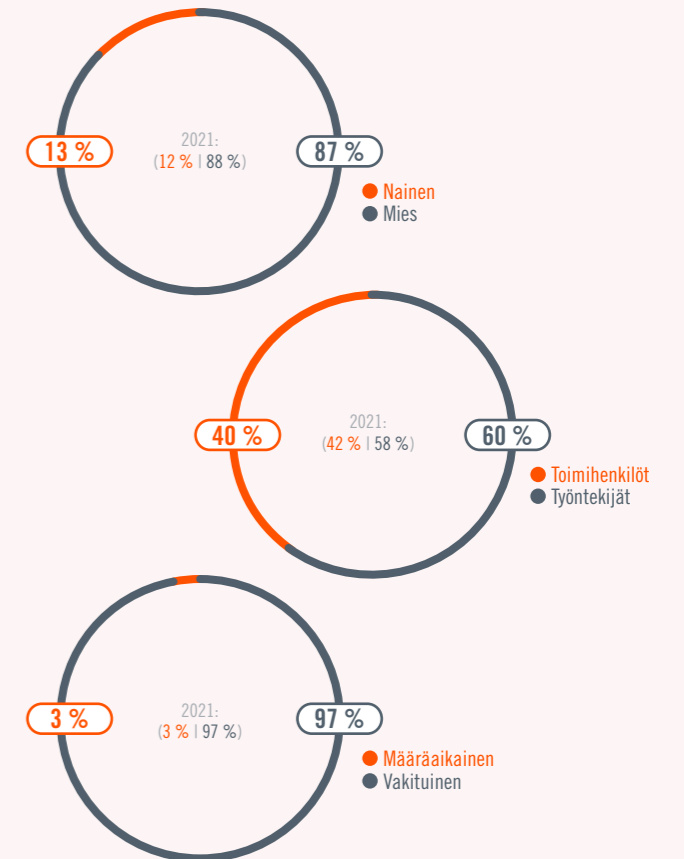 2021:
13 %
(12 % | 88 %)
87 %
Nainen
Mies
2021:
40 %
(42 % | 58 %)
60 %
Toimihenkilöt
Työntekijät
2021:
3 %
(3 % | 97 %)
97 %
Määräaikainen
Vakituinen